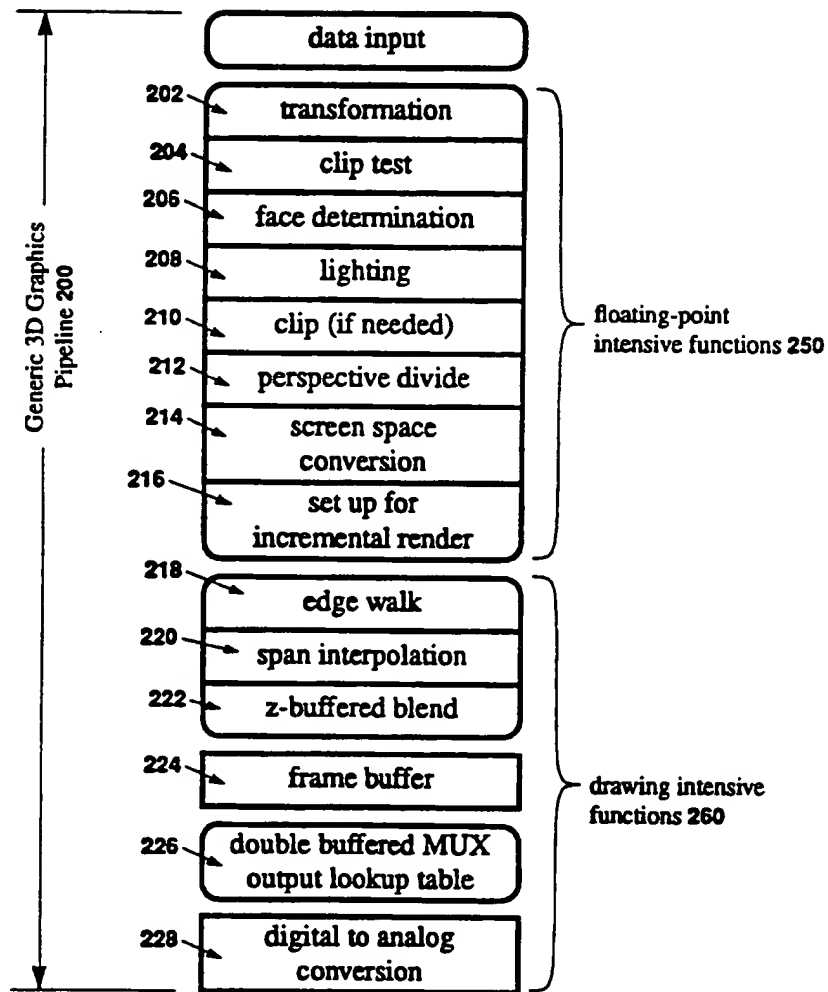 data input
202
transformation
204
clip test
206
face determination
208
lighting
210
clip (if needed)
212
perspective divide
214
screen space
conversion
216
set up for
incremental render
floating-point
intensive functions 250
Generic 3D Graphics
Pipeline 200
218
edge walk
220
span interpolation
222
z-buffered blend
224
frame buffer
226
double buffered MUX
output lookup table
228
digital to analog
conversion
drawing intensive
functions 260